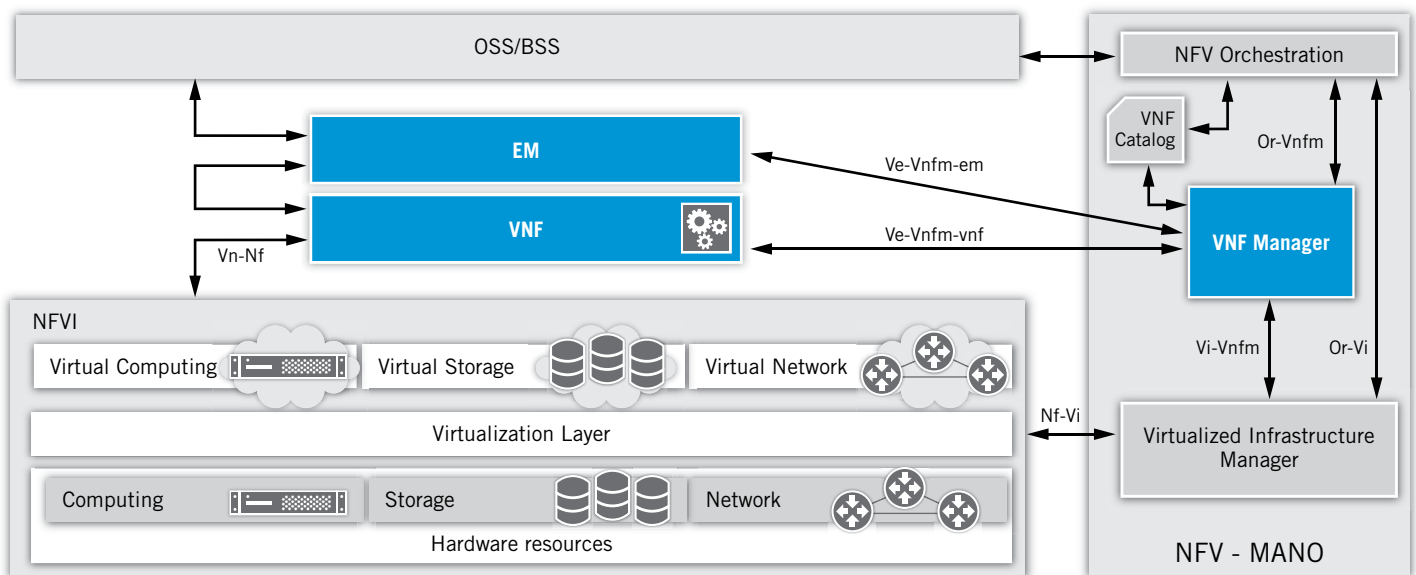 OSS/BSS
NFV Orchestration
VNF
Catalog
Or-Vnfm
EM
Ve-Vnfm-em
VNF
Ve-Vnfm-vnf
VNF Manager
Vn-Nf
NFVI
Virtual Computing
Virtual Storage
Virtual Network
Vi-Vnfm
Or-Vi
Virtualization Layer
Nf-Vi
Virtualized Infrastructure
Manager
Computing
Storage
Network
Hardware resources
NFV - MANO